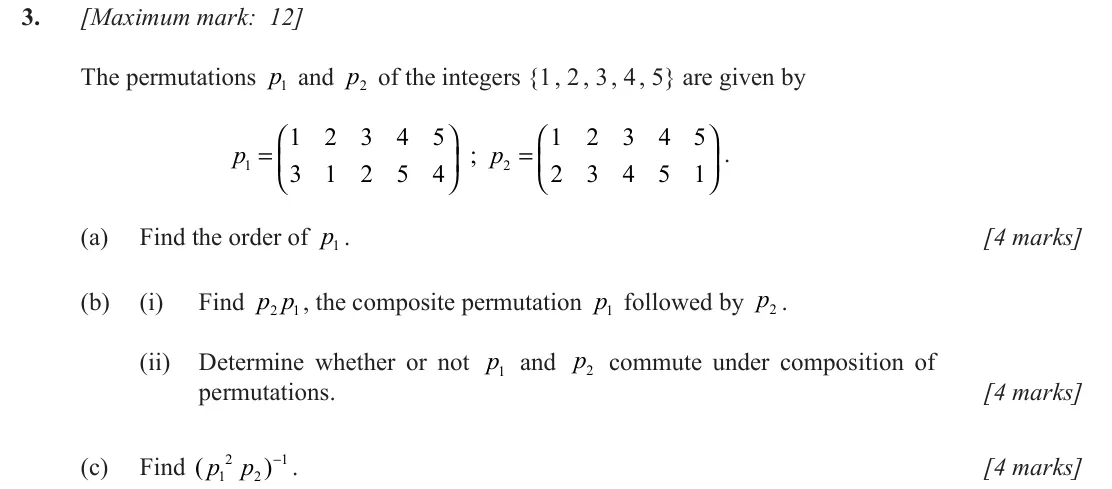 3. [Maximum mark: 12]
The permutations p₁ and p₂ of the integers {1, 2, 3, 4, 5} are given by
p₁ = (1 2 3 4 5 ; p₂ = (1 2 3 4 5
3 1 2 5 4) 2 3 4 5 1).
(a) Find the order of p₁. [4 marks]
(b) (i) Find p₂p₁, the composite permutation p₁ followed by p₂.
(ii) Determine whether or not p₁ and p₂ commute under composition of
permutations. [4 marks]
(c) Find (p₁² p₂)⁻¹. [4 marks]